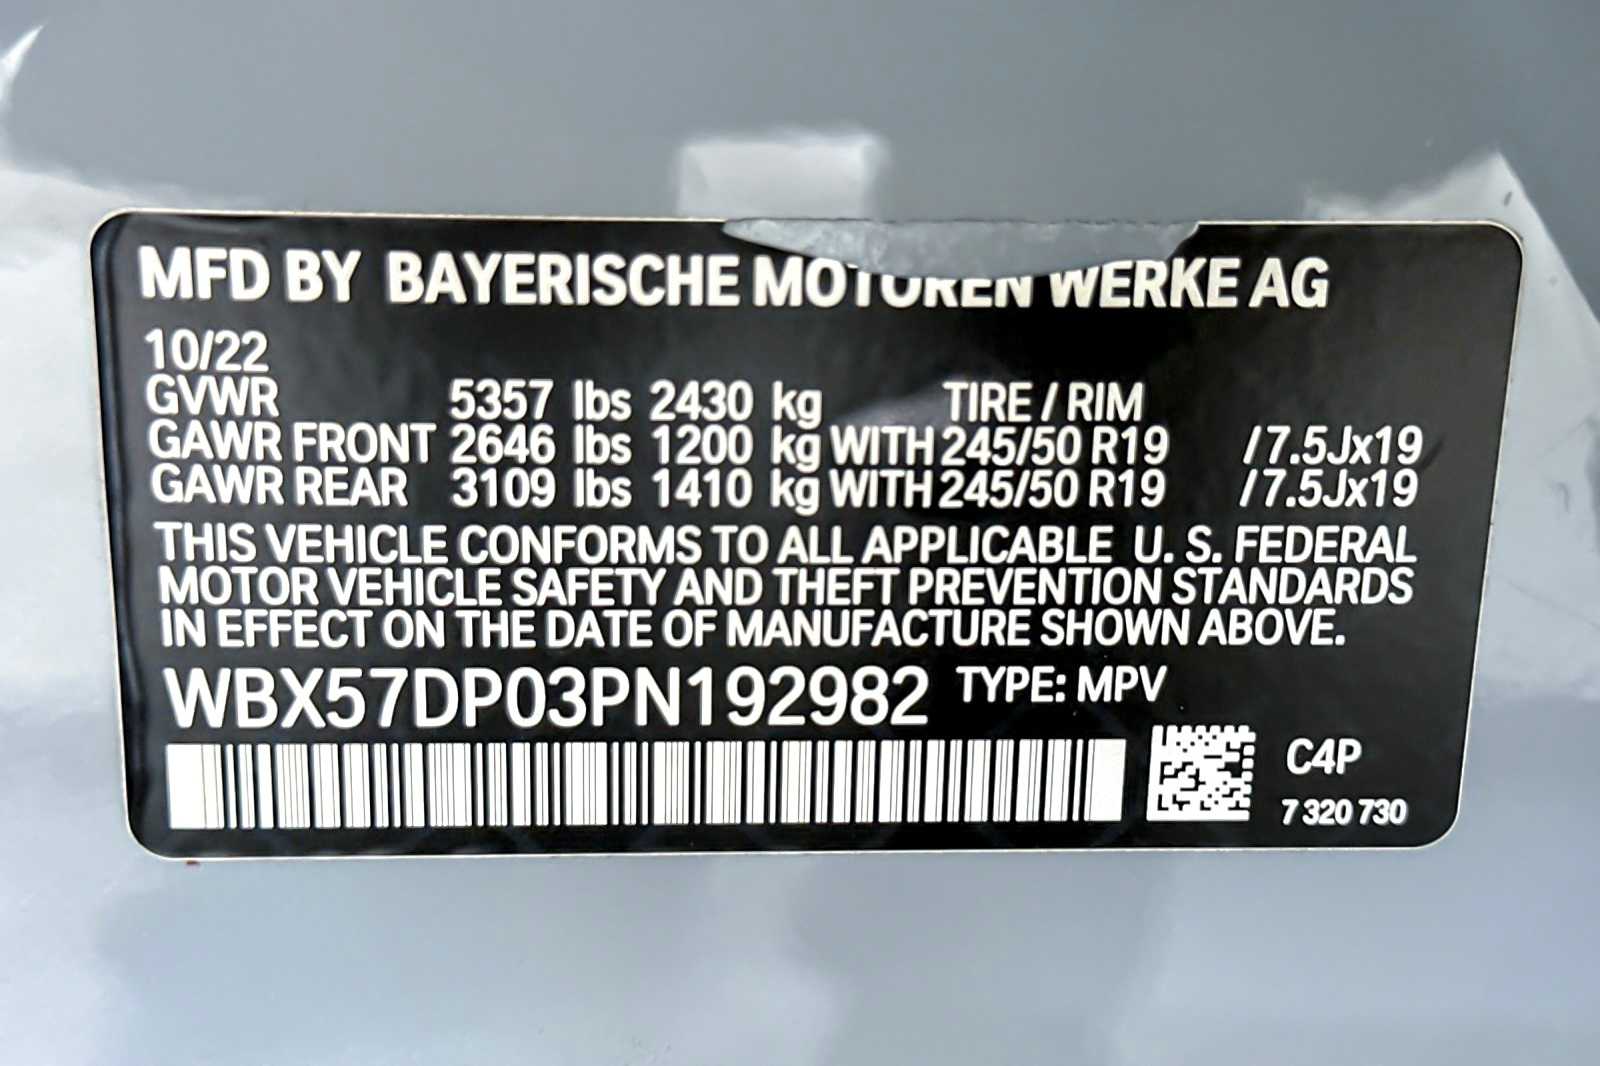 MFD BY BAYERISCHE MOTOREN WERKE AG
10/22
GVWR 5357 lbs 2430 kg TIRE / RIM
GAWR FRONT 2646 lbs 1200 kg WITH 245/50 R19 /7.5Jx19
GAWR REAR 3109 lbs 1410 kg WITH 245/50 R19 /7.5Jx19
THIS VEHICLE CONFORMS TO ALL APPLICABLE U. S. FEDERAL
MOTOR VEHICLE SAFETY AND THEFT PREVENTION STANDARDS
IN EFFECT ON THE DATE OF MANUFACTURE SHOWN ABOVE.
WBX57DP03PN192982 TYPE: MPV
C4P
7 320 730